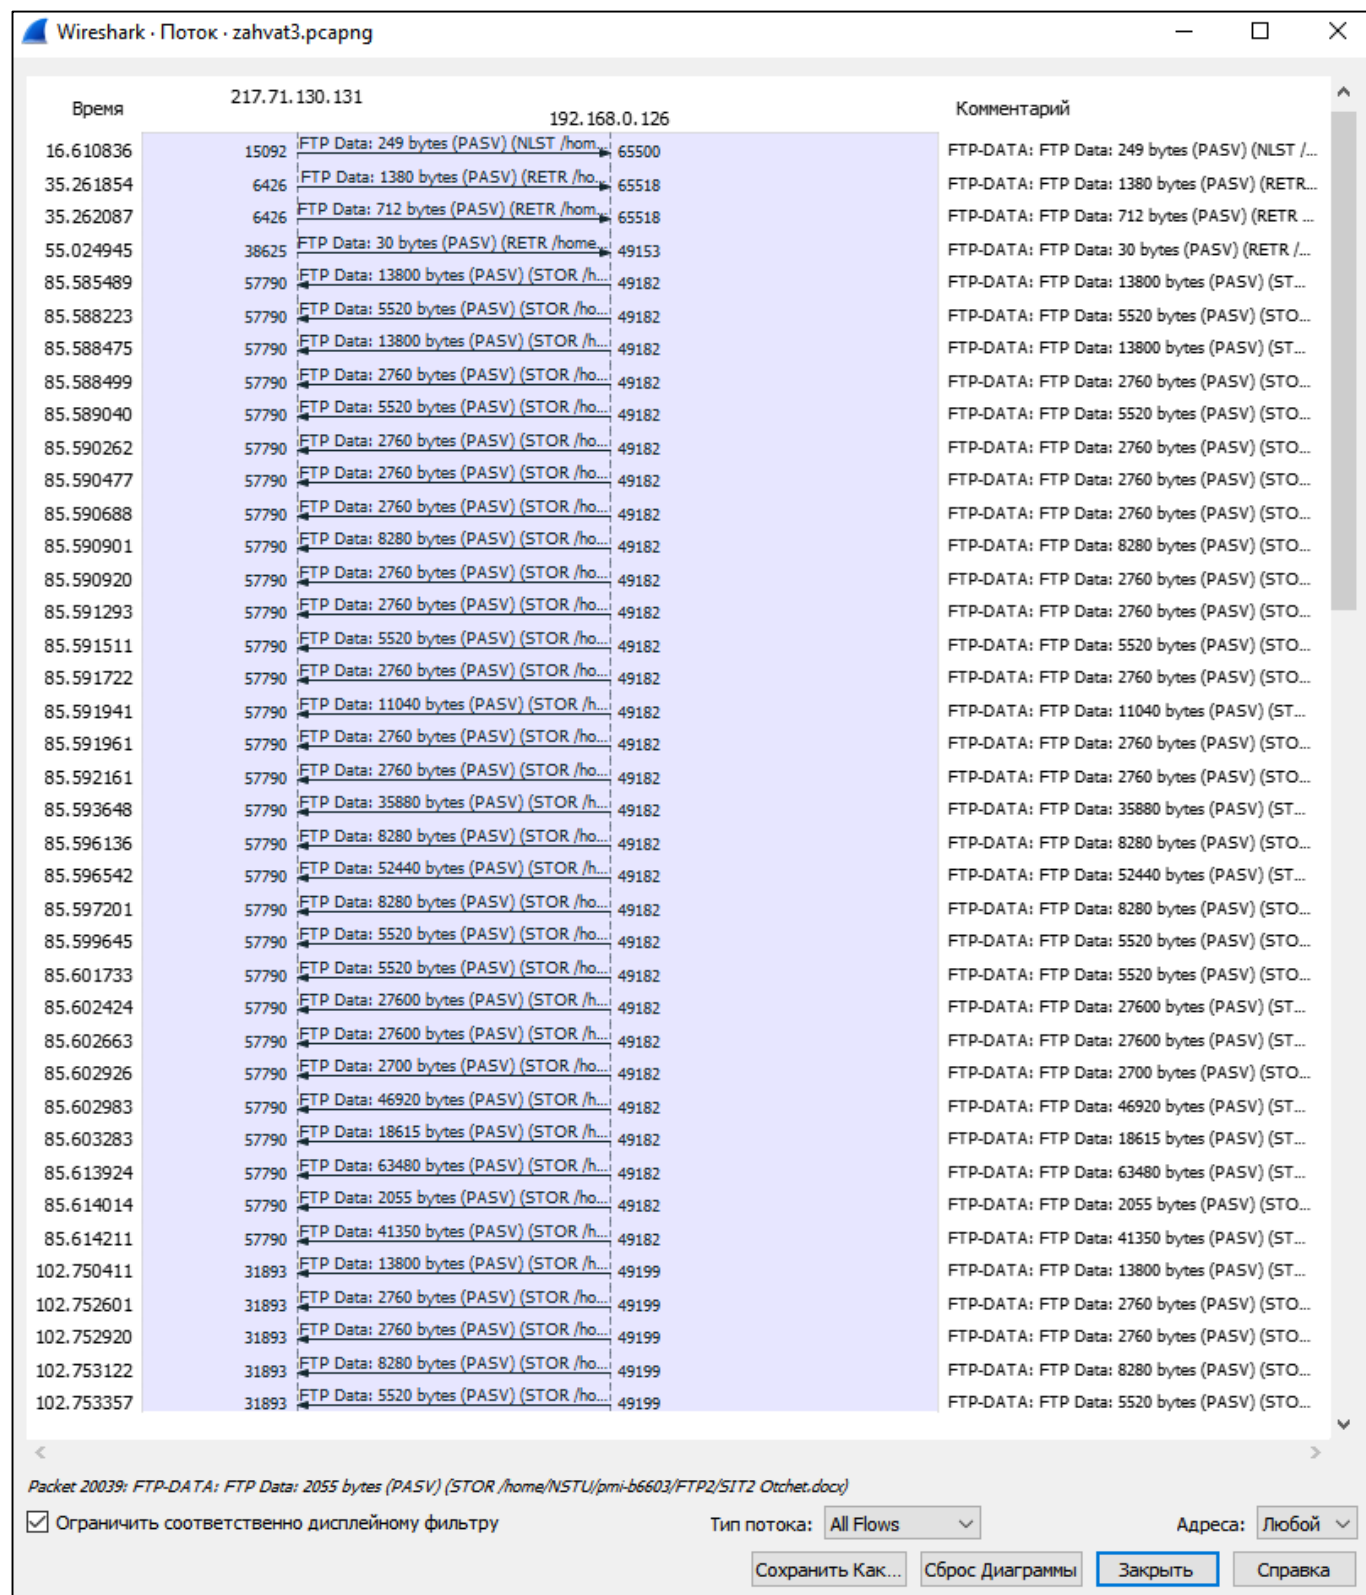 Wireshark · Поток · zahvat3.pcapng
Время 217.71.130.131 192.168.0.126 Комментарий
16.610836 15092 FTP Data: 249 bytes (PASV) (NLST /hom... 65500 FTP-DATA: FTP Data: 249 bytes (PASV) (NLST /...
35.261854 6426 FTP Data: 1380 bytes (PASV) (RETR /ho... 65518 FTP-DATA: FTP Data: 1380 bytes (PASV) (RETR...
35.262087 6426 FTP Data: 712 bytes (PASV) (RETR /hom... 65518 FTP-DATA: FTP Data: 712 bytes (PASV) (RETR ...
55.024945 38625 FTP Data: 30 bytes (PASV) (RETR /home... 49153 FTP-DATA: FTP Data: 30 bytes (PASV) (RETR /...
85.585489 57790 FTP Data: 13800 bytes (PASV) (STOR /h... 49182 FTP-DATA: FTP Data: 13800 bytes (PASV) (ST...
85.588223 57790 FTP Data: 5520 bytes (PASV) (STOR /ho... 49182 FTP-DATA: FTP Data: 5520 bytes (PASV) (STO...
85.588475 57790 FTP Data: 13800 bytes (PASV) (STOR /h... 49182 FTP-DATA: FTP Data: 13800 bytes (PASV) (ST...
85.588499 57790 FTP Data: 2760 bytes (PASV) (STOR /ho... 49182 FTP-DATA: FTP Data: 2760 bytes (PASV) (STO...
85.589040 57790 FTP Data: 5520 bytes (PASV) (STOR /ho... 49182 FTP-DATA: FTP Data: 5520 bytes (PASV) (STO...
85.590262 57790 FTP Data: 2760 bytes (PASV) (STOR /ho... 49182 FTP-DATA: FTP Data: 2760 bytes (PASV) (STO...
85.590477 57790 FTP Data: 2760 bytes (PASV) (STOR /ho... 49182 FTP-DATA: FTP Data: 2760 bytes (PASV) (STO...
85.590688 57790 FTP Data: 2760 bytes (PASV) (STOR /ho... 49182 FTP-DATA: FTP Data: 2760 bytes (PASV) (STO...
85.590901 57790 FTP Data: 8280 bytes (PASV) (STOR /ho... 49182 FTP-DATA: FTP Data: 8280 bytes (PASV) (STO...
85.590920 57790 FTP Data: 2760 bytes (PASV) (STOR /ho... 49182 FTP-DATA: FTP Data: 2760 bytes (PASV) (STO...
85.591293 57790 FTP Data: 2760 bytes (PASV) (STOR /ho... 49182 FTP-DATA: FTP Data: 2760 bytes (PASV) (STO...
85.591511 57790 FTP Data: 5520 bytes (PASV) (STOR /ho... 49182 FTP-DATA: FTP Data: 5520 bytes (PASV) (STO...
85.591722 57790 FTP Data: 2760 bytes (PASV) (STOR /ho... 49182 FTP-DATA: FTP Data: 2760 bytes (PASV) (STO...
85.591941 57790 FTP Data: 11040 bytes (PASV) (STOR /h... 49182 FTP-DATA: FTP Data: 11040 bytes (PASV) (ST...
85.591961 57790 FTP Data: 2760 bytes (PASV) (STOR /ho... 49182 FTP-DATA: FTP Data: 2760 bytes (PASV) (STO...
85.592161 57790 FTP Data: 2760 bytes (PASV) (STOR /ho... 49182 FTP-DATA: FTP Data: 2760 bytes (PASV) (STO...
85.593648 57790 FTP Data: 35880 bytes (PASV) (STOR /h... 49182 FTP-DATA: FTP Data: 35880 bytes (PASV) (ST...
85.596136 57790 FTP Data: 8280 bytes (PASV) (STOR /ho... 49182 FTP-DATA: FTP Data: 8280 bytes (PASV) (STO...
85.596542 57790 FTP Data: 52440 bytes (PASV) (STOR /h... 49182 FTP-DATA: FTP Data: 52440 bytes (PASV) (ST...
85.597201 57790 FTP Data: 8280 bytes (PASV) (STOR /ho... 49182 FTP-DATA: FTP Data: 8280 bytes (PASV) (STO...
85.599645 57790 FTP Data: 5520 bytes (PASV) (STOR /ho... 49182 FTP-DATA: FTP Data: 5520 bytes (PASV) (STO...
85.601733 57790 FTP Data: 5520 bytes (PASV) (STOR /ho... 49182 FTP-DATA: FTP Data: 5520 bytes (PASV) (STO...
85.602424 57790 FTP Data: 27600 bytes (PASV) (STOR /h... 49182 FTP-DATA: FTP Data: 27600 bytes (PASV) (ST...
85.602663 57790 FTP Data: 27600 bytes (PASV) (STOR /h... 49182 FTP-DATA: FTP Data: 27600 bytes (PASV) (ST...
85.602926 57790 FTP Data: 2700 bytes (PASV) (STOR /ho... 49182 FTP-DATA: FTP Data: 2700 bytes (PASV) (STO...
85.602983 57790 FTP Data: 46920 bytes (PASV) (STOR /h... 49182 FTP-DATA: FTP Data: 46920 bytes (PASV) (ST...
85.603283 57790 FTP Data: 18615 bytes (PASV) (STOR /h... 49182 FTP-DATA: FTP Data: 18615 bytes (PASV) (ST...
85.613924 57790 FTP Data: 63480 bytes (PASV) (STOR /h... 49182 FTP-DATA: FTP Data: 63480 bytes (PASV) (ST...
85.614014 57790 FTP Data: 2055 bytes (PASV) (STOR /ho... 49182 FTP-DATA: FTP Data: 2055 bytes (PASV) (STO...
85.614211 57790 FTP Data: 41350 bytes (PASV) (STOR /h... 49182 FTP-DATA: FTP Data: 41350 bytes (PASV) (ST...
102.750411 31893 FTP Data: 13800 bytes (PASV) (STOR /h... 49199 FTP-DATA: FTP Data: 13800 bytes (PASV) (ST...
102.752601 31893 FTP Data: 2760 bytes (PASV) (STOR /ho... 49199 FTP-DATA: FTP Data: 2760 bytes (PASV) (STO...
102.752920 31893 FTP Data: 2760 bytes (PASV) (STOR /ho... 49199 FTP-DATA: FTP Data: 2760 bytes (PASV) (STO...
102.753122 31893 FTP Data: 8280 bytes (PASV) (STOR /ho... 49199 FTP-DATA: FTP Data: 8280 bytes (PASV) (STO...
102.753357 31893 FTP Data: 5520 bytes (PASV) (STOR /ho... 49199 FTP-DATA: FTP Data: 5520 bytes (PASV) (STO...
Packet 20039: FTP-DATA: FTP Data: 2055 bytes (PASV) (STOR /home/NSTU/pmi-b6603/FTP2/SIT2 Otchet.docx)
Ограничить соответственно дисплейному фильтру Тип потока: All Flows Адреса: Любой
Сохранить Как... Сброс Диаграммы Закрыть Справка